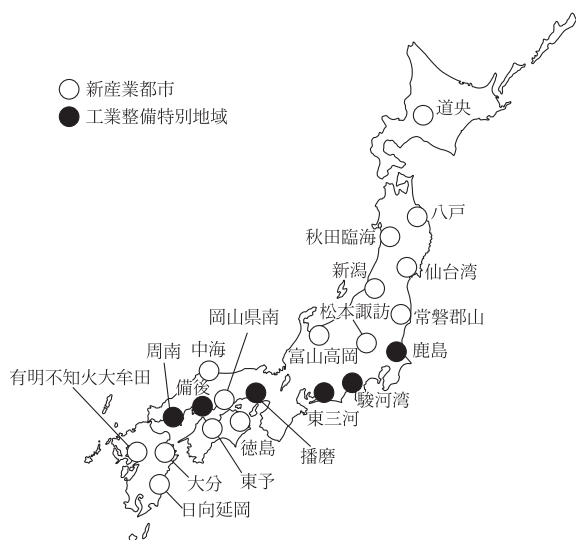 新産業都市
工業整備特別地域
道央
八戸
秋田臨海
仙台湾
新潟
松本諏訪
常磐郡山
岡山県南
富山高岡
鹿島
周南
中海
有明不知火大牟田
備後
駿河湾
東三河
徳島
播磨
東予
大分
日向延岡